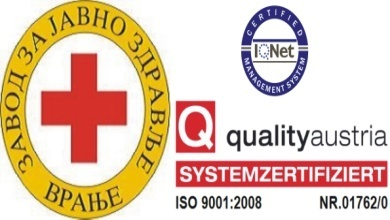 ЗАВОД ЗА ЈАВНО ЗДРАВЉЕ
ВРАЊЕ
CERTIFIED
IQNet
MANAGEMENT SYSTEM
Q qualityaustria
SYSTEMZERTIFIZIERT
ISO 9001:2008 NR.01762/0